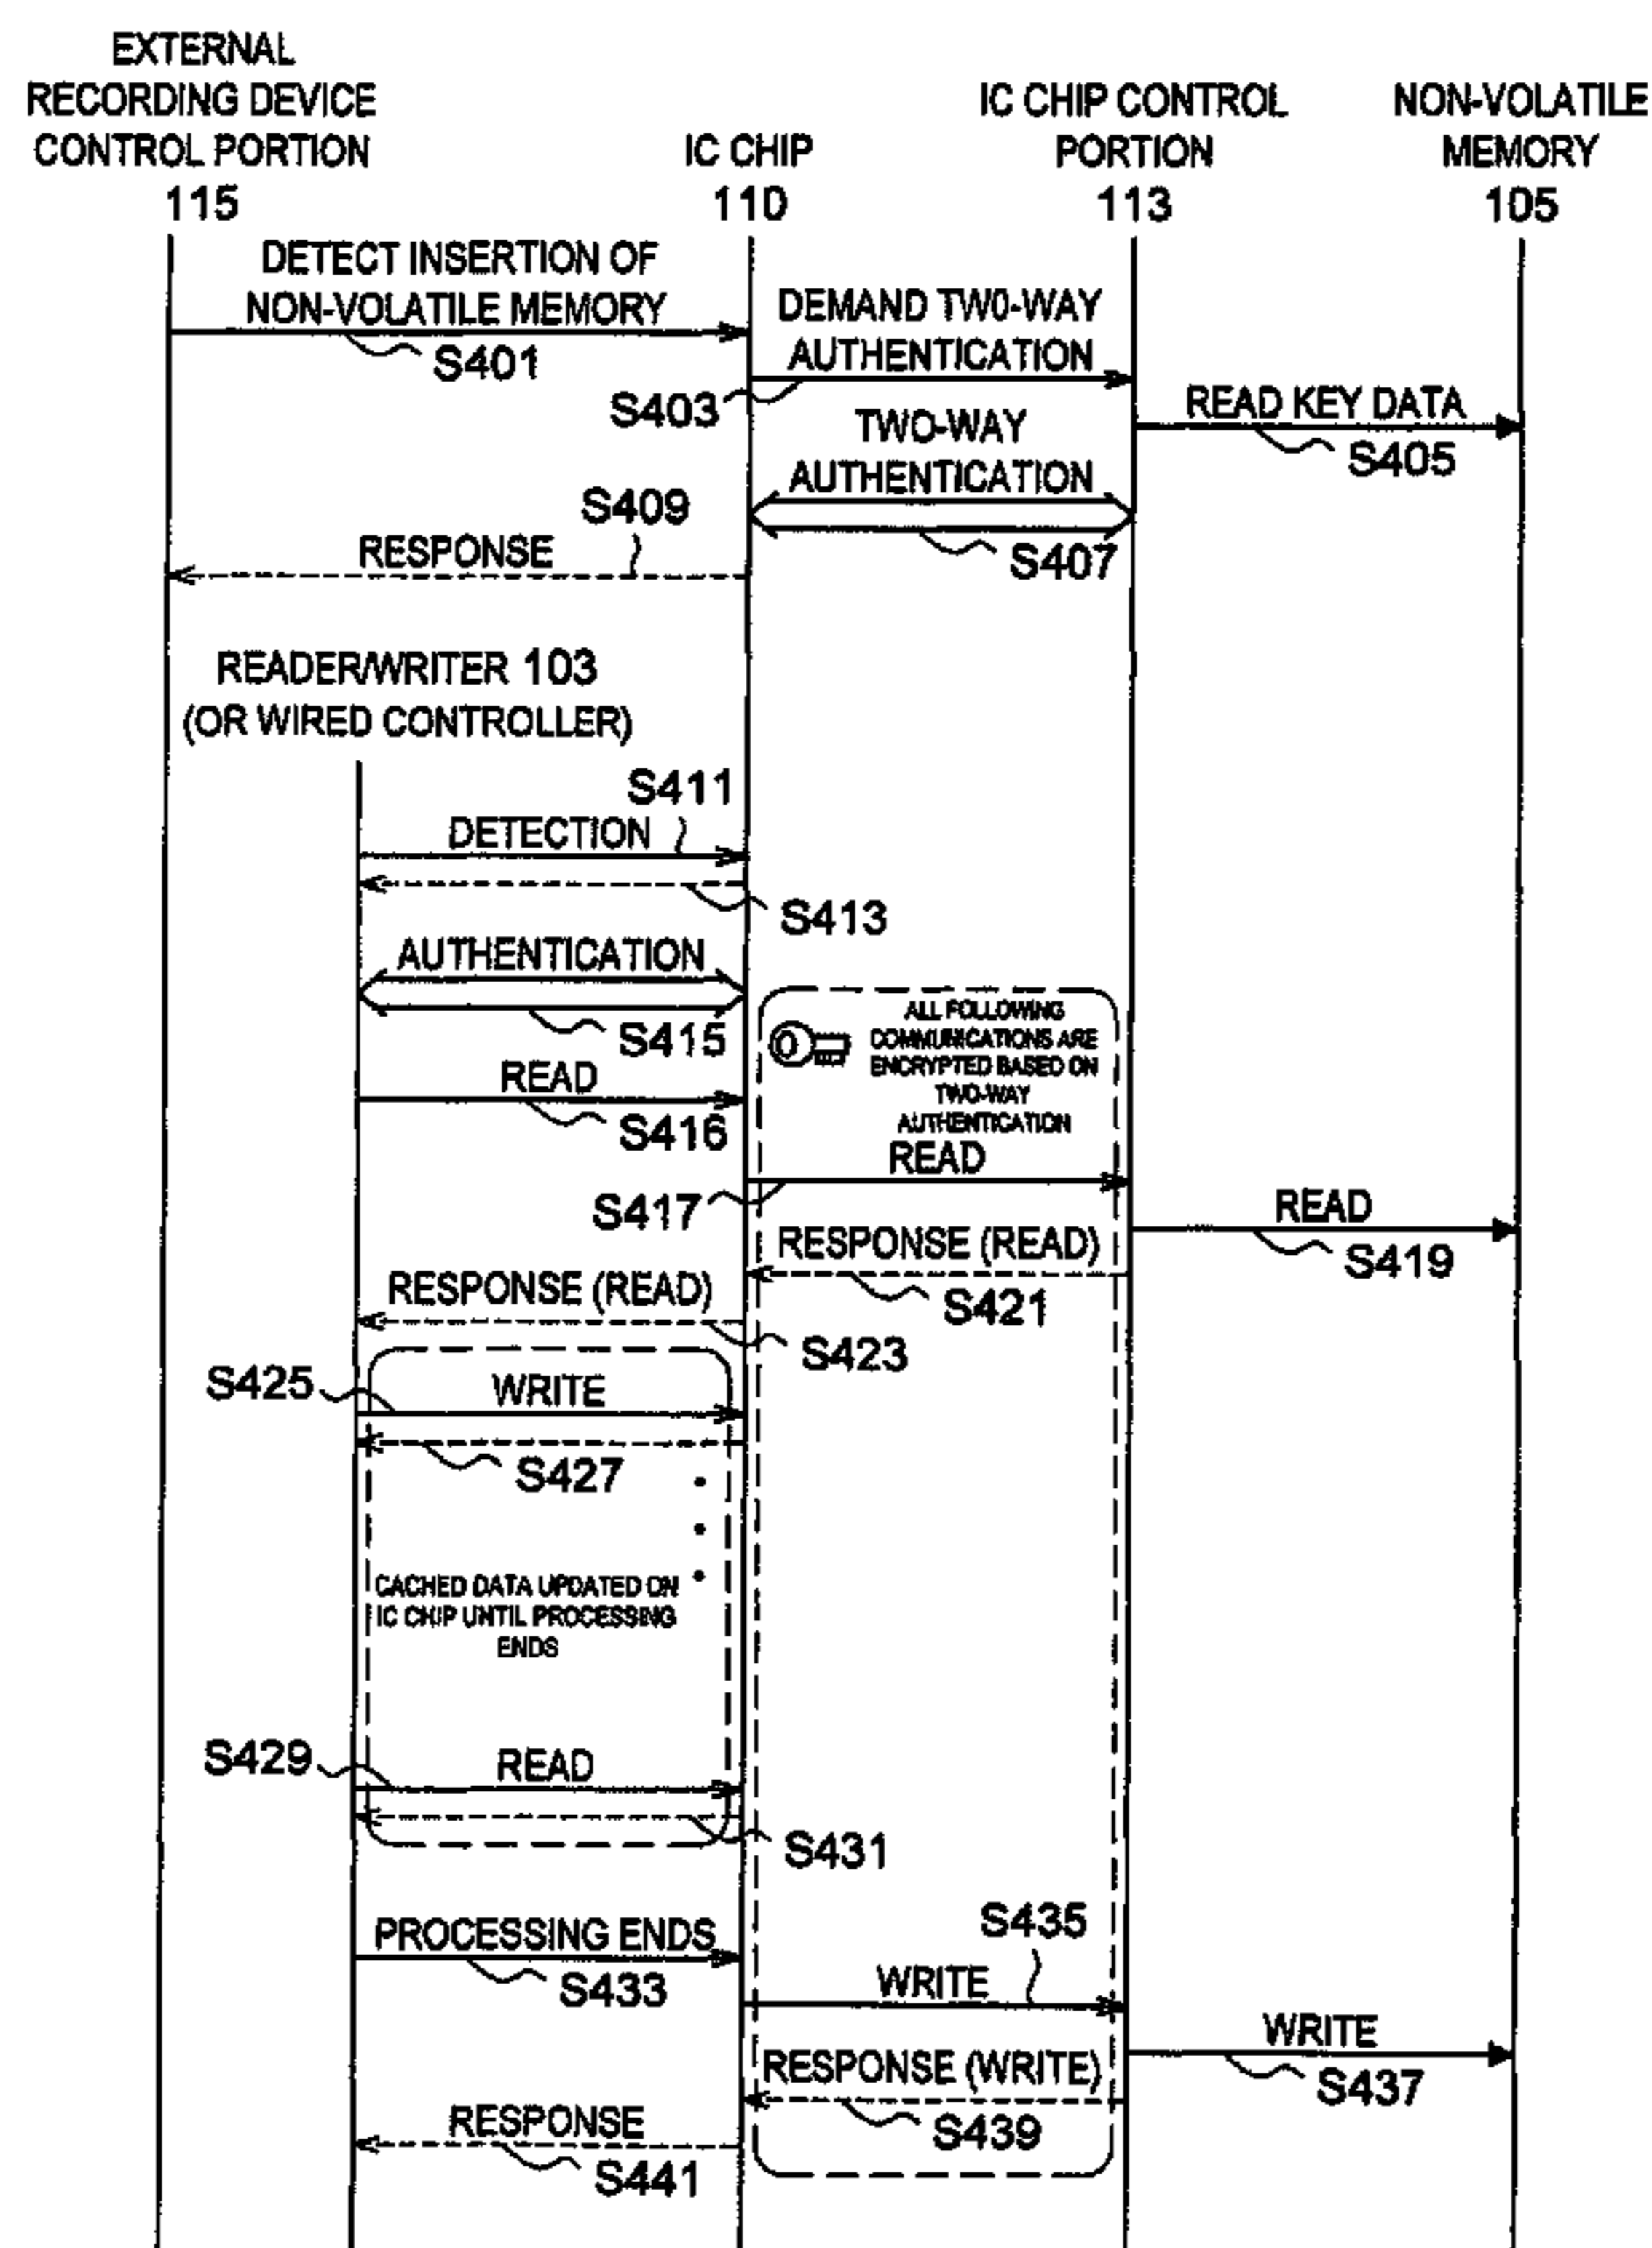 EXTERNAL
RECORDING DEVICE
CONTROL PORTION
115
IC CHIP
110
IC CHIP CONTROL
PORTION
113
NON-VOLATILE
MEMORY
105
DETECT INSERTION OF
NON-VOLATILE MEMORY
S401
DEMAND TWO-WAY
AUTHENTICATION
S403
READ KEY DATA
S405
TWO-WAY
AUTHENTICATION
S407
S409
RESPONSE
READER/WRITER 103
(OR WIRED CONTROLLER)
S411
DETECTION
S413
AUTHENTICATION
S415
ALL FOLLOWING
COMMUNICATIONS ARE
ENCRYPTED BASED ON
TWO-WAY
AUTHENTICATION
READ
S416
READ
S417
READ
S419
RESPONSE (READ)
S421
RESPONSE (READ)
S423
S425
WRITE
S427
CACHED DATA UPDATED ON
IC CHIP UNTIL PROCESSING
ENDS
S429
READ
S431
PROCESSING ENDS
S433
S435
WRITE
WRITE
S437
RESPONSE (WRITE)
S439
RESPONSE
S441